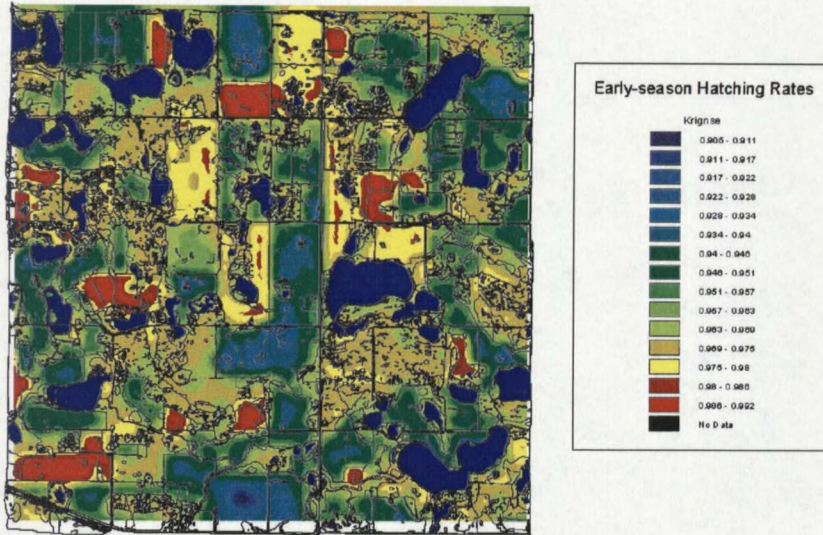 Early-season Hatching Rates
Krignse
0.905 - 0.911
0.911 - 0.917
0.917 - 0.922
0.922 - 0.928
0.928 - 0.934
0.934 - 0.94
0.94 - 0.946
0.946 - 0.951
0.951 - 0.957
0.957 - 0.963
0.963 - 0.969
0.969 - 0.975
0.975 - 0.98
0.98 - 0.986
0.986 - 0.992
No Data